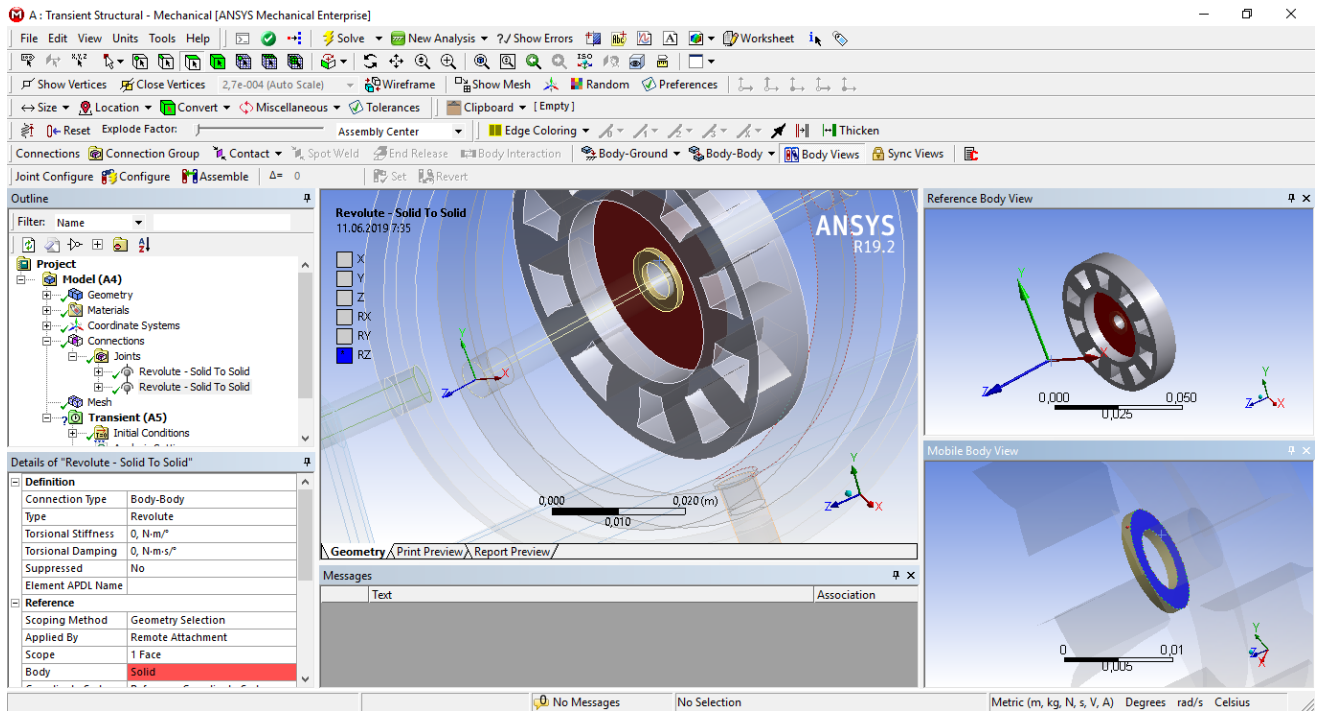 A : Transient Structural - Mechanical [ANSYS Mechanical Enterprise]
File Edit View Units Tools Help Solve New Analysis ?/ Show Errors Worksheet
Show Vertices Close Vertices 2,7e-004 (Auto Scale) Wireframe Show Mesh Random Preferences
Size Location Convert Miscellaneous Tolerances Clipboard [Empty]
Reset Explode Factor: Assembly Center Edge Coloring Thicken
Connections Connection Group Contact Spot Weld End Release Body Interaction Body-Ground Body-Body Body Views Sync Views
Joint Configure Configure Assemble Δ= 0 Set Revert
Outline
Filter: Name
Project
Model (A4)
Geometry
Materials
Coordinate Systems
Connections
Joints
Revolute - Solid To Solid
Revolute - Solid To Solid
Mesh
Transient (A5)
Initial Conditions
Details of "Revolute - Solid To Solid"
Definition
Connection Type Body-Body
Type Revolute
Torsional Stiffness 0, N·m/°
Torsional Damping 0, N·m·s/°
Suppressed No
Element APDL Name
Reference
Scoping Method Geometry Selection
Applied By Remote Attachment
Scope 1 Face
Body Solid
Revolute - Solid To Solid
11.06.2019 7:35
X
Y
Z
RX
RY
RZ
ANSYS
R19.2
Y
X
Z
0,000 0,020 (m)
0,010
Y
Z X
Geometry Print Preview Report Preview
Messages
Text Association
Reference Body View
Y
X
Z
0,000 0,050
0,025
Y
Z X
Mobile Body View
0 0,01
0,005
Y
Z
X
No Messages No Selection Metric (m, kg, N, s, V, A) Degrees rad/s Celsius